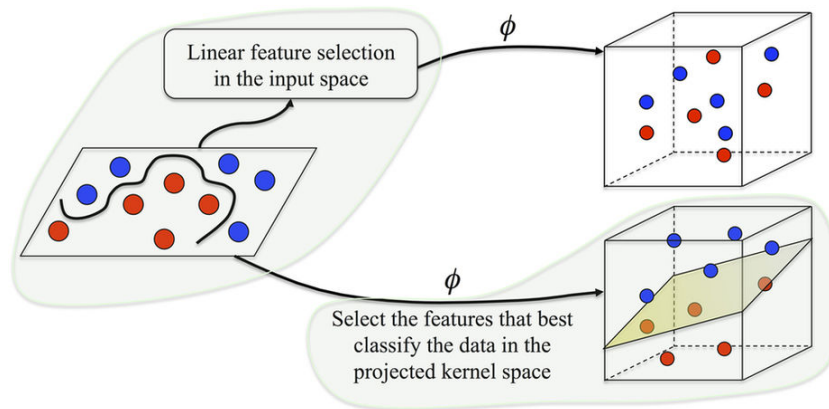 ϕ
Linear feature selection
in the input space
ϕ
Select the features that best
classify the data in the
projected kernel space